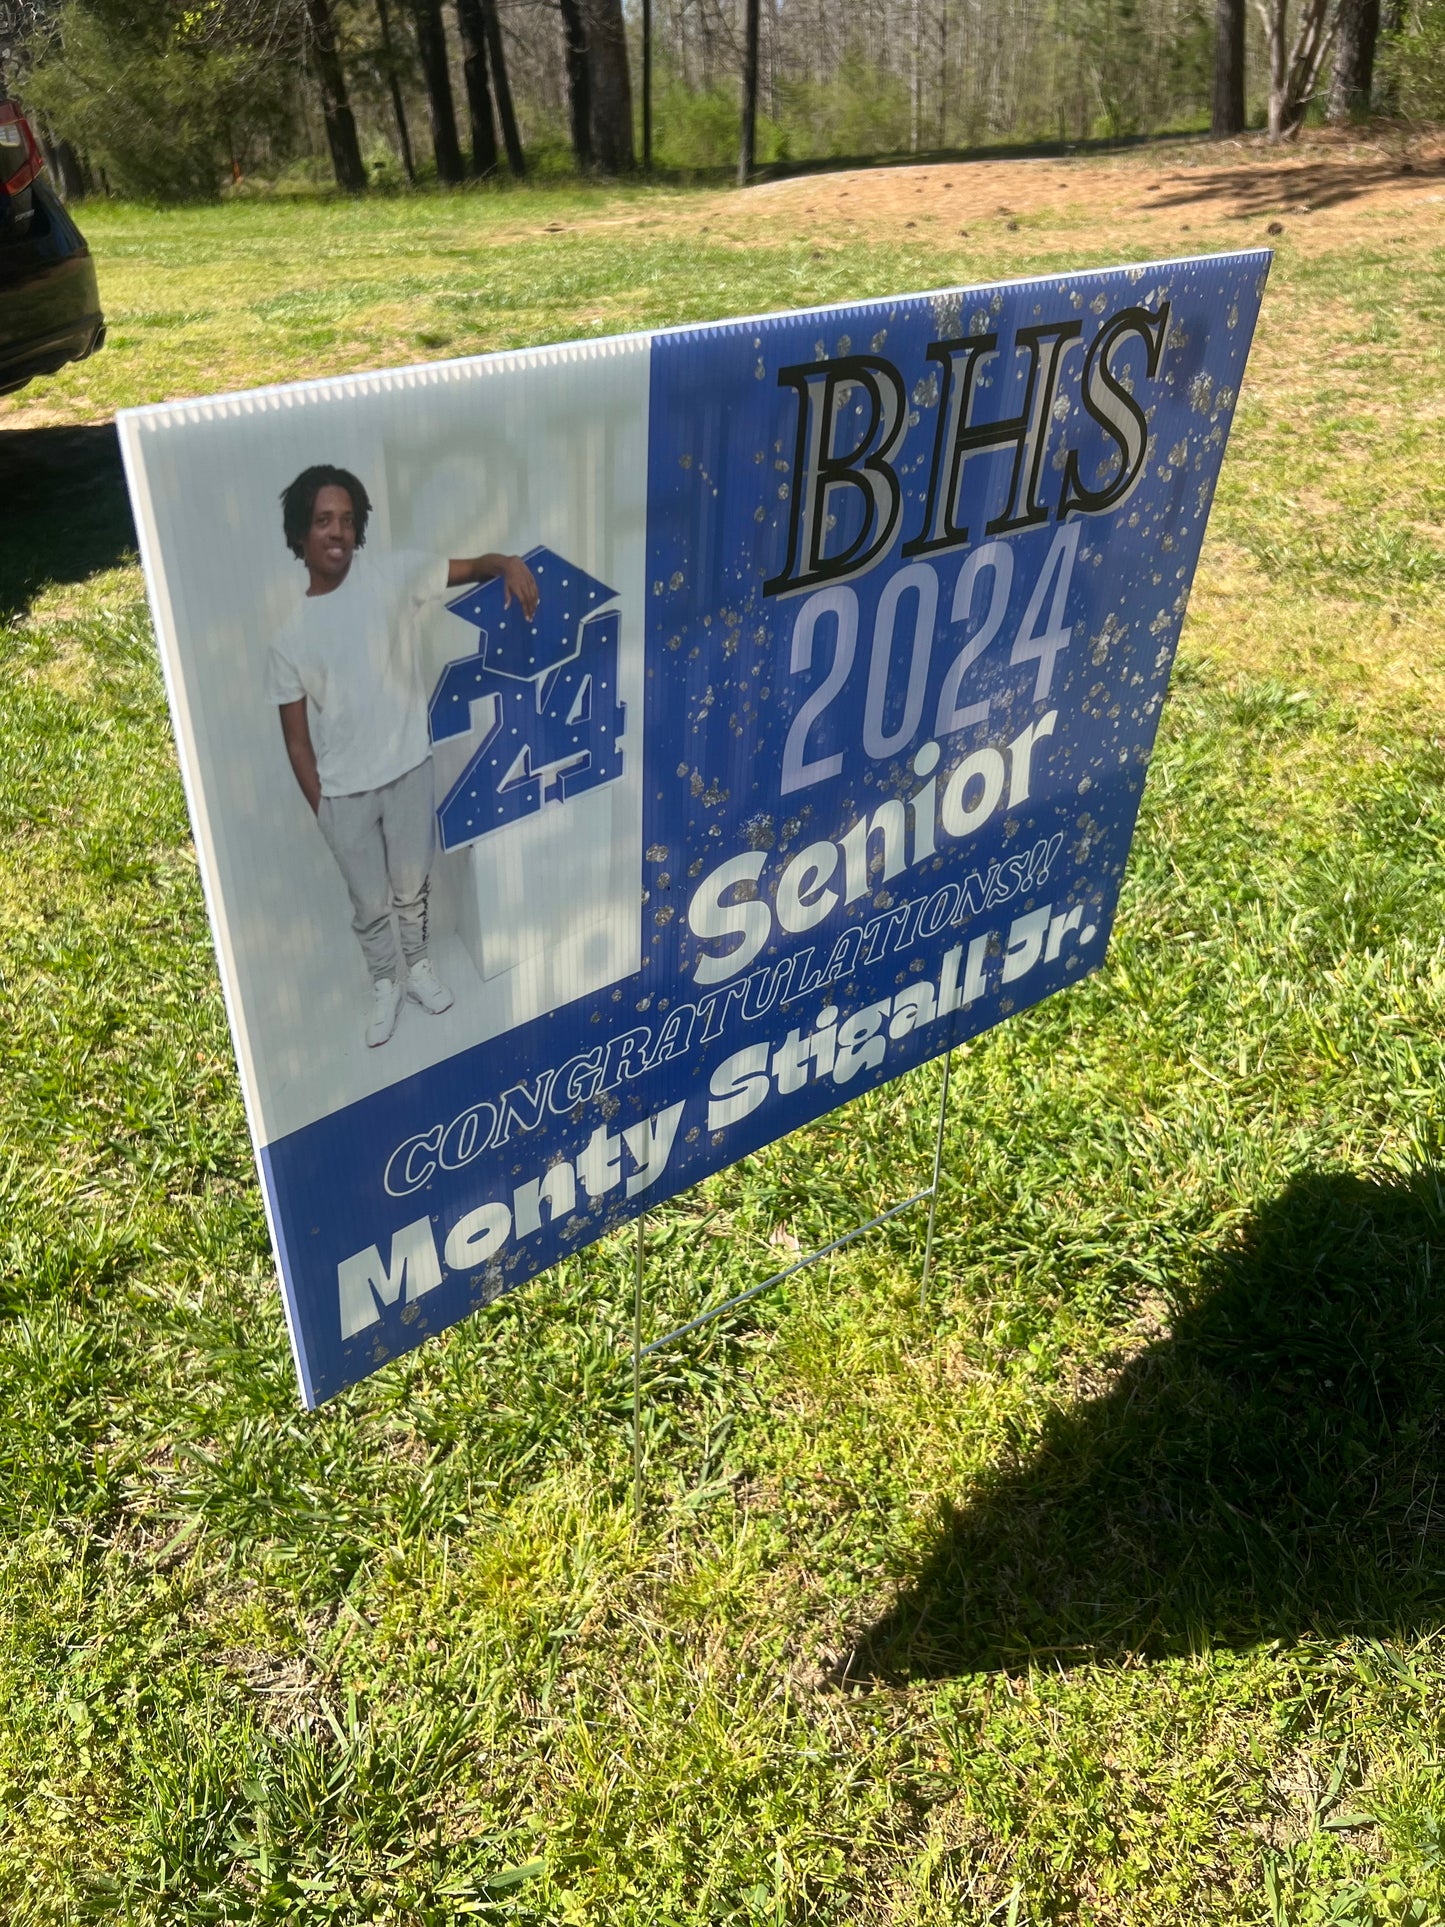 24
BHS
2024
Senior
CONGRATULATIONS!!
Monty Stigall Jr.